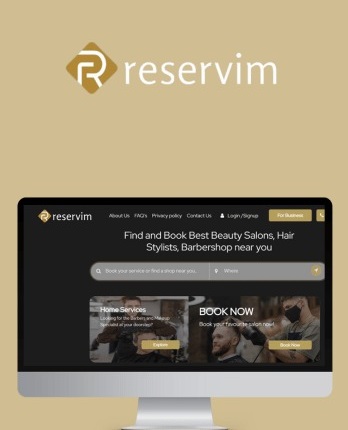 reservim
reservim
About Us FAQ's Privacy policy Contact Us Login/Signup For Business
Find and Book Best Beauty Salons, Hair
Stylists, Barbershop near you
Book your service or find a shop near you.. Where
Home Services
Looking for the Barbery and Makeup
Specialist at your doorstep?
Explore
BOOK NOW
Book your favourite salon now!
Book Now